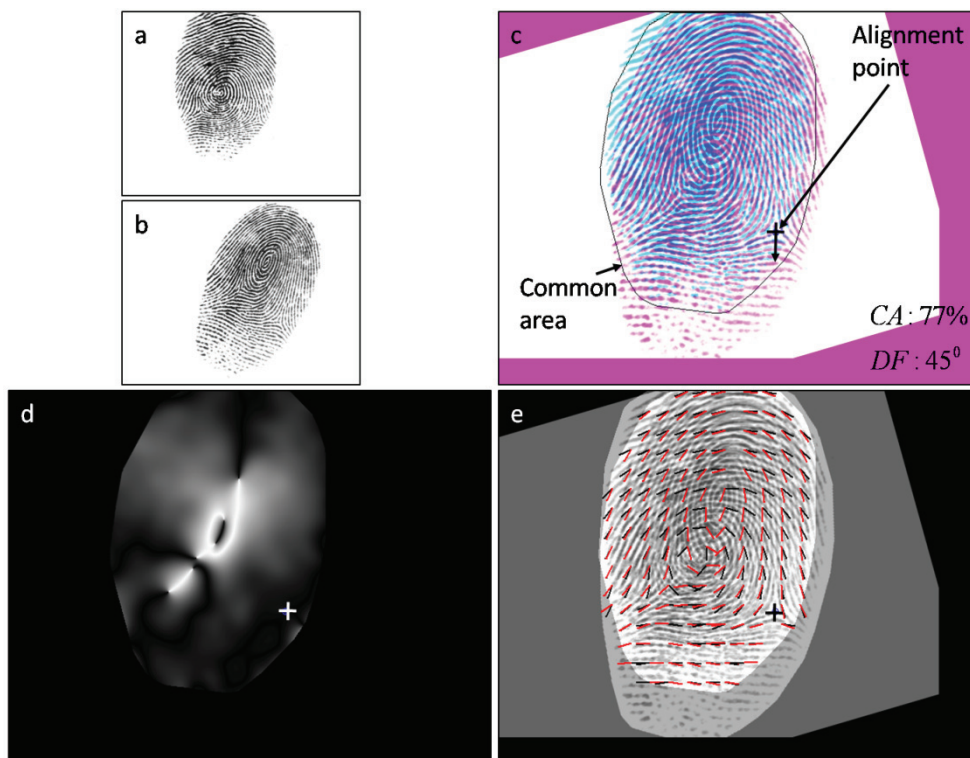 a
b
c
Alignment
point
Common
area
CA: 77%
DF: 45⁰
d
e